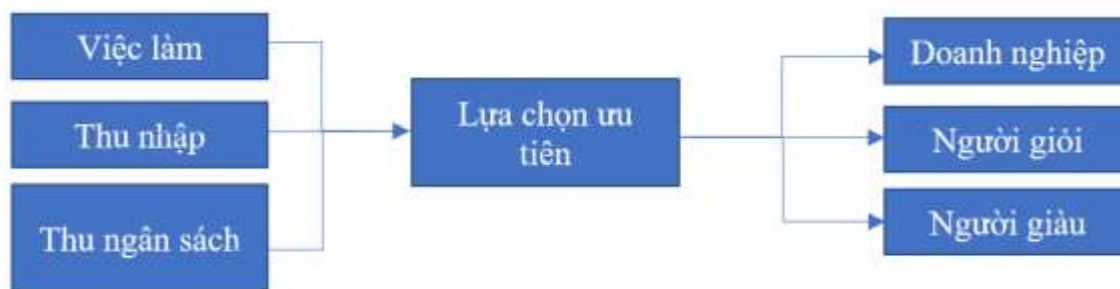 Việc làm
Thu nhập
Thu ngân sách
Lựa chọn ưu
tiên
Doanh nghiệp
Người giỏi
Người giàu